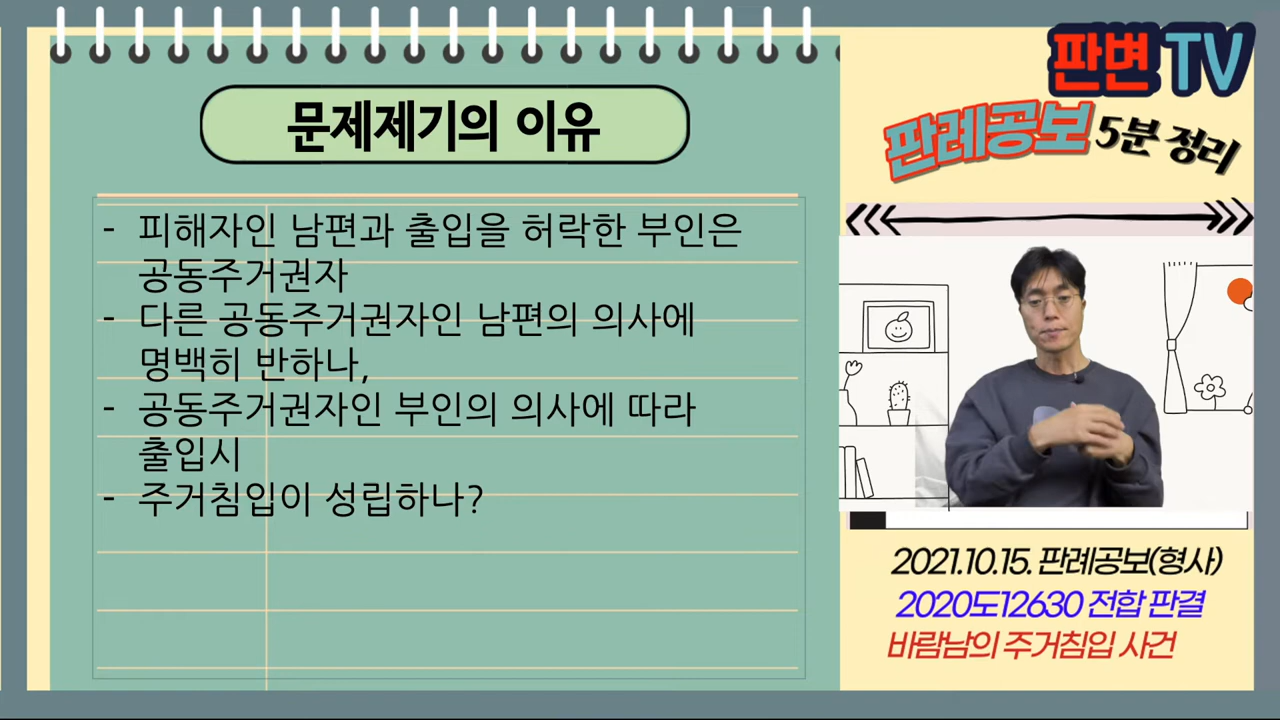 판변 TV
판례공보 5분 정리
문제제기의 이유
- 피해자인 남편과 출입을 허락한 부인은
공동주거권자
- 다른 공동주거권자인 남편의 의사에
명백히 반하나,
- 공동주거권자인 부인의 의사에 따라
출입시
- 주거침입이 성립하나?
2021.10.15. 판례공보(형사)
2020도12630 전합 판결
바람남의 주거침입 사건